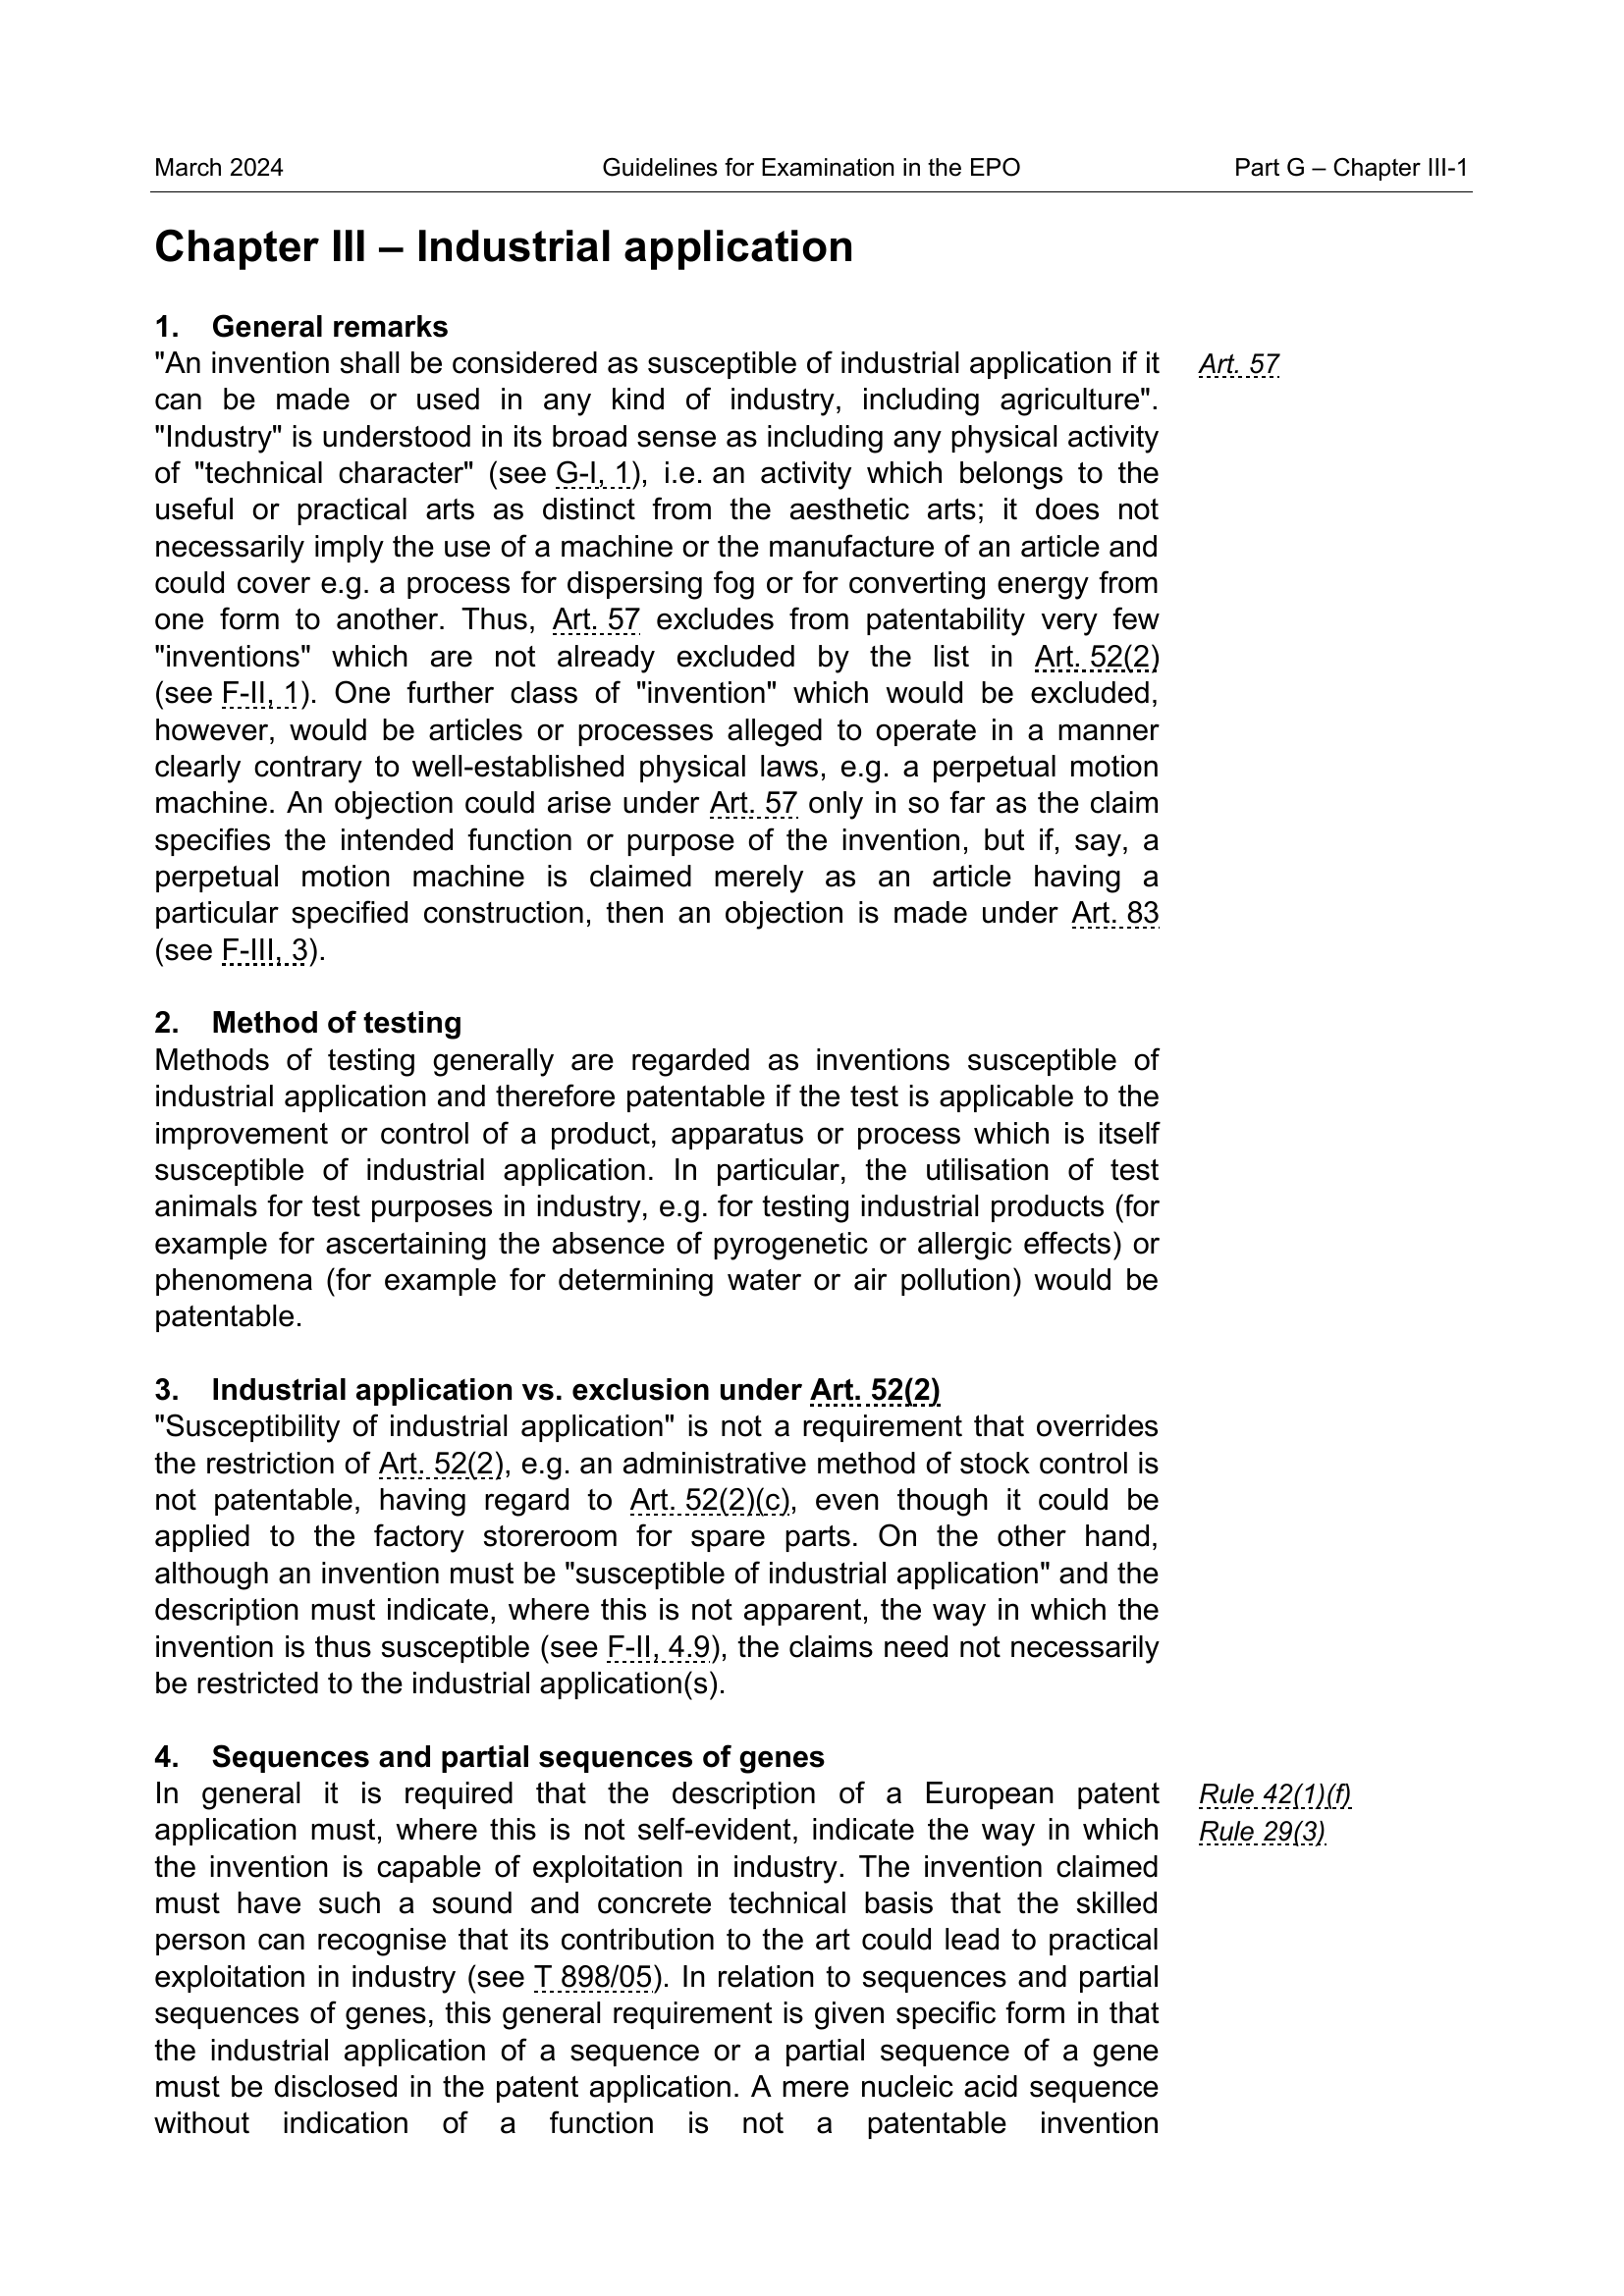 March 2024 Guidelines for Examination in the EPO Part G – Chapter III-1
Chapter III – Industrial application
1. General remarks
"An invention shall be considered as susceptible of industrial application if it Art. 57
can be made or used in any kind of industry, including agriculture".
"Industry" is understood in its broad sense as including any physical activity
of "technical character" (see G-I, 1), i.e. an activity which belongs to the
useful or practical arts as distinct from the aesthetic arts; it does not
necessarily imply the use of a machine or the manufacture of an article and
could cover e.g. a process for dispersing fog or for converting energy from
one form to another. Thus, Art. 57 excludes from patentability very few
"inventions" which are not already excluded by the list in Art. 52(2)
(see F-II, 1). One further class of "invention" which would be excluded,
however, would be articles or processes alleged to operate in a manner
clearly contrary to well-established physical laws, e.g. a perpetual motion
machine. An objection could arise under Art. 57 only in so far as the claim
specifies the intended function or purpose of the invention, but if, say, a
perpetual motion machine is claimed merely as an article having a
particular specified construction, then an objection is made under Art. 83
(see F-III, 3).
2. Method of testing
Methods of testing generally are regarded as inventions susceptible of
industrial application and therefore patentable if the test is applicable to the
improvement or control of a product, apparatus or process which is itself
susceptible of industrial application. In particular, the utilisation of test
animals for test purposes in industry, e.g. for testing industrial products (for
example for ascertaining the absence of pyrogenetic or allergic effects) or
phenomena (for example for determining water or air pollution) would be
patentable.
3. Industrial application vs. exclusion under Art. 52(2)
"Susceptibility of industrial application" is not a requirement that overrides
the restriction of Art. 52(2), e.g. an administrative method of stock control is
not patentable, having regard to Art. 52(2)(c), even though it could be
applied to the factory storeroom for spare parts. On the other hand,
although an invention must be "susceptible of industrial application" and the
description must indicate, where this is not apparent, the way in which the
invention is thus susceptible (see F-II, 4.9), the claims need not necessarily
be restricted to the industrial application(s).
4. Sequences and partial sequences of genes
In general it is required that the description of a European patent Rule 42(1)(f)
application must, where this is not self-evident, indicate the way in which Rule 29(3)
the invention is capable of exploitation in industry. The invention claimed
must have such a sound and concrete technical basis that the skilled
person can recognise that its contribution to the art could lead to practical
exploitation in industry (see T 898/05). In relation to sequences and partial
sequences of genes, this general requirement is given specific form in that
the industrial application of a sequence or a partial sequence of a gene
must be disclosed in the patent application. A mere nucleic acid sequence
without indication of a function is not a patentable invention